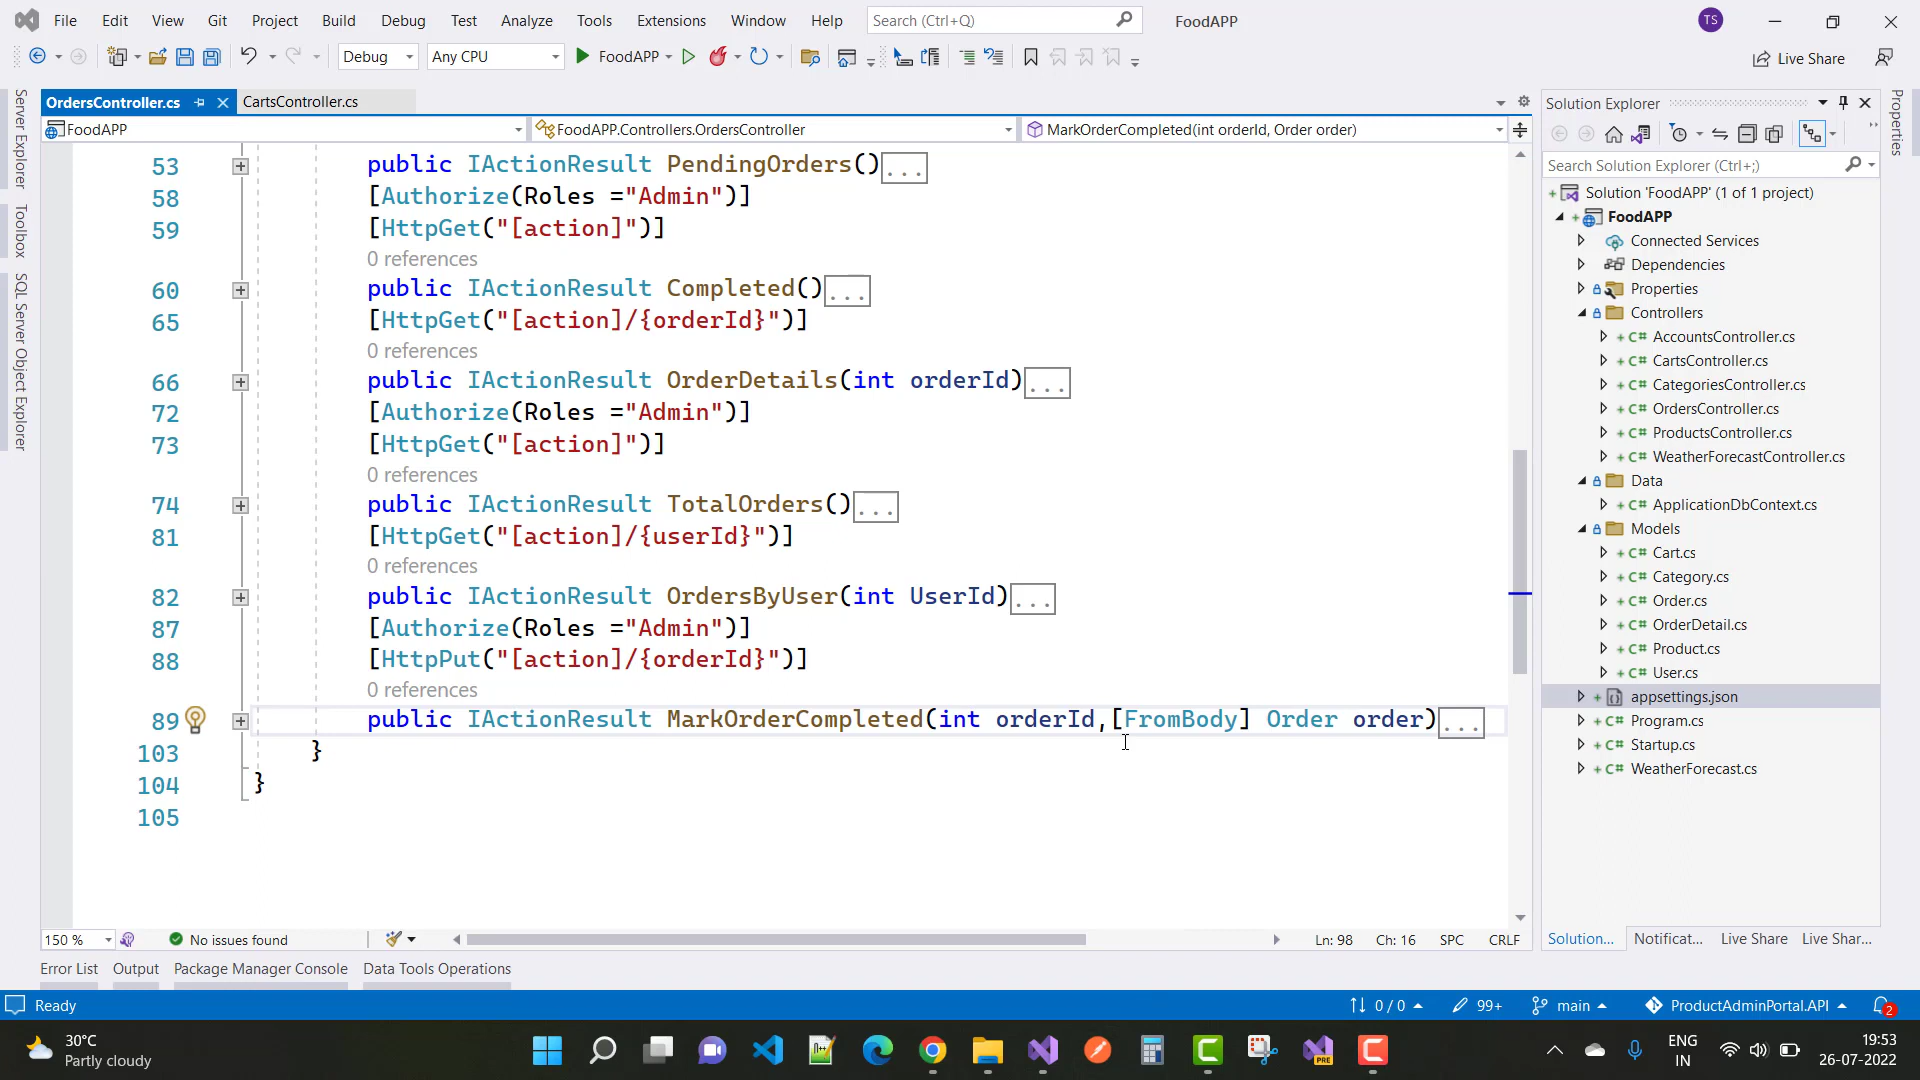 File Edit View Git Project Build Debug Test Analyze Tools Extensions Window Help Search (Ctrl+Q) FoodAPP TS
Debug Any CPU FoodAPP Live Share
OrdersController.cs CartsController.cs
FoodAPP FoodAPP.Controllers.OrdersController MarkOrderCompleted(int orderId, Order order)
53 public IActionResult PendingOrders()...
58 [Authorize(Roles ="Admin")]
59 [HttpGet("[action]")]
0 references
60 public IActionResult Completed()...
65 [HttpGet("[action]/{orderId}")]
0 references
66 public IActionResult OrderDetails(int orderId)...
72 [Authorize(Roles ="Admin")]
73 [HttpGet("[action]")]
0 references
74 public IActionResult TotalOrders()...
81 [HttpGet("[action]/{userId}")]
0 references
82 public IActionResult OrdersByUser(int UserId)...
87 [Authorize(Roles ="Admin")]
88 [HttpPut("[action]/{orderId}")]
0 references
89 public IActionResult MarkOrderCompleted(int orderId,[FromBody] Order order)...
103 }
104 }
105
150 % No issues found Ln: 98 Ch: 16 SPC CRLF
Error List Output Package Manager Console Data Tools Operations
Server Explorer
Toolbox
SQL Server Object Explorer
Solution Explorer
Search Solution Explorer (Ctrl+;)
Solution 'FoodAPP' (1 of 1 project)
FoodAPP
Connected Services
Dependencies
Properties
Controllers
C# AccountsController.cs
C# CartsController.cs
C# CategoriesController.cs
C# OrdersController.cs
C# ProductsController.cs
C# WeatherForecastController.cs
Data
C# ApplicationDbContext.cs
Models
C# Cart.cs
C# Category.cs
C# Order.cs
C# OrderDetail.cs
C# Product.cs
C# User.cs
appsettings.json
C# Program.cs
C# Startup.cs
C# WeatherForecast.cs
Solution... Notificat... Live Share Live Shar...
Properties
Ready 0 / 0 99+ main ProductAdminPortal.API 2
30°C
Partly cloudy
PRE
ENG
IN
19:53
26-07-2022